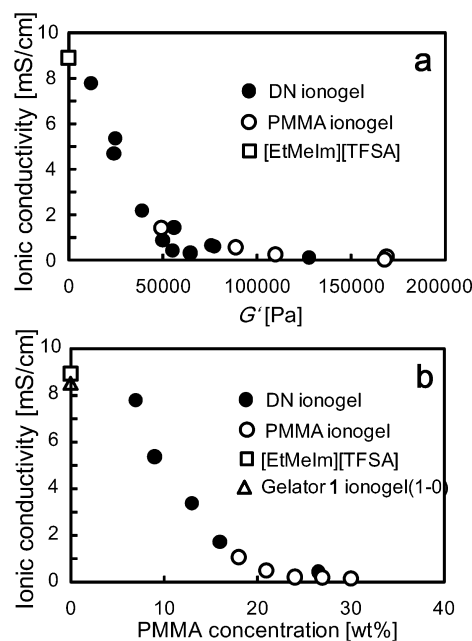 10
8
6
4
2
0
Ionic conductivity [mS/cm]
a
DN ionogel
PMMA ionogel
[EtMeIm][TFSA]
0 50000 100000 150000 200000
G' [Pa]
10
8
6
4
2
0
Ionic conductivity [mS/cm]
b
DN ionogel
PMMA ionogel
[EtMeIm][TFSA]
Gelator 1 ionogel(1-0)
0 10 20 30 40
PMMA concentration [wt%]